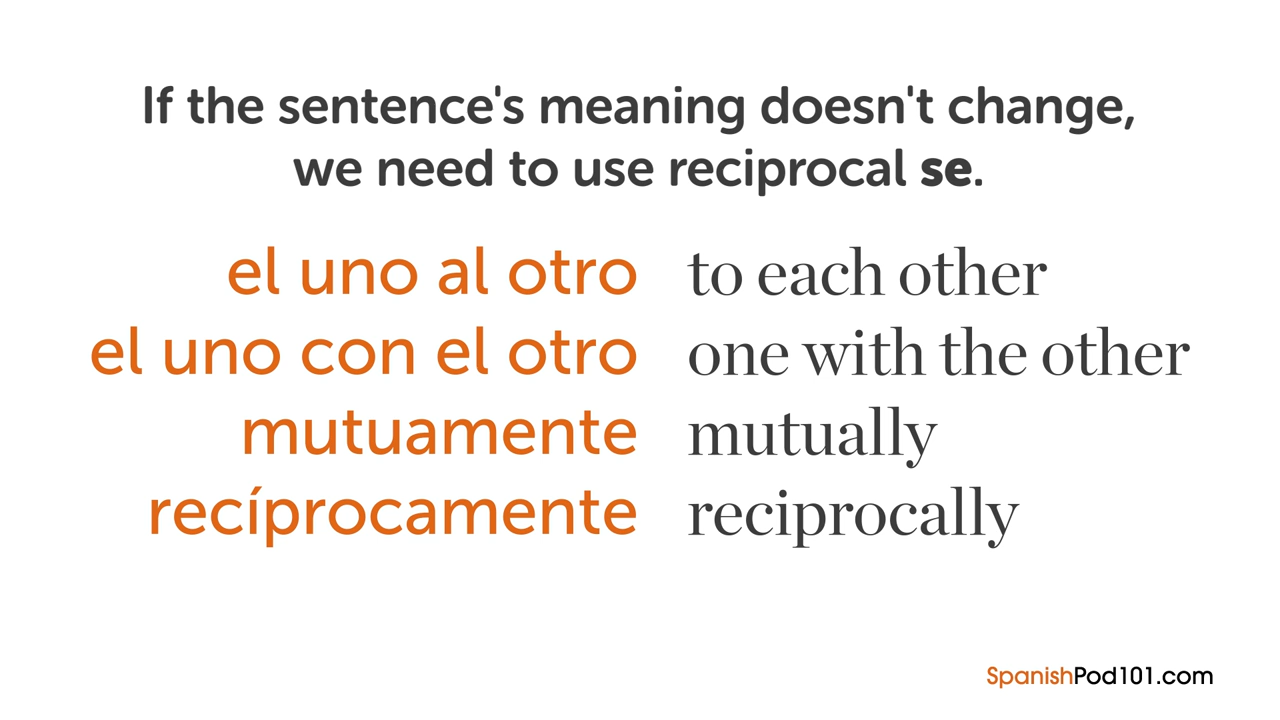 If the sentence's meaning doesn't change,
we need to use reciprocal se.
el uno al otro to each other
el uno con el otro one with the other
mutuamente mutually
recíprocamente reciprocally
SpanishPod101.com